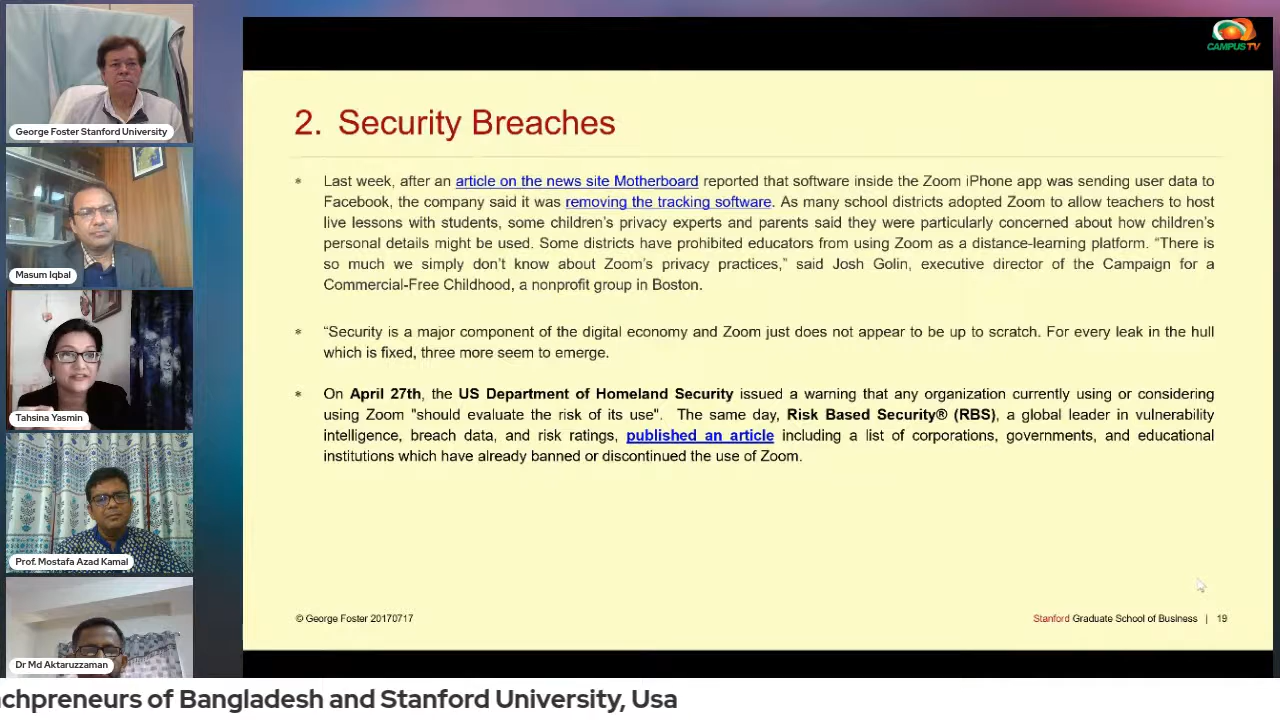 CAMPUS TV
George Foster Stanford University
Masum Iqbal
Tahsina Yasmin
Prof. Mostafa Azad Kamal
Dr Md Aktaruzzaman
2. Security Breaches
* Last week, after an article on the news site Motherboard reported that software inside the Zoom iPhone app was sending user data to
Facebook, the company said it was removing the tracking software. As many school districts adopted Zoom to allow teachers to host
live lessons with students, some children's privacy experts and parents said they were particularly concerned about how children's
personal details might be used. Some districts have prohibited educators from using Zoom as a distance-learning platform. “There is
so much we simply don't know about Zoom's privacy practices,” said Josh Golin, executive director of the Campaign for a
Commercial-Free Childhood, a nonprofit group in Boston.
* “Security is a major component of the digital economy and Zoom just does not appear to be up to scratch. For every leak in the hull
which is fixed, three more seem to emerge.
* On April 27th, the US Department of Homeland Security issued a warning that any organization currently using or considering
using Zoom "should evaluate the risk of its use". The same day, Risk Based Security® (RBS), a global leader in vulnerability
intelligence, breach data, and risk ratings, published an article including a list of corporations, governments, and educational
institutions which have already banned or discontinued the use of Zoom.
© George Foster 20170717
Stanford Graduate School of Business | 19
chpreneurs of Bangladesh and Stanford University, Usa